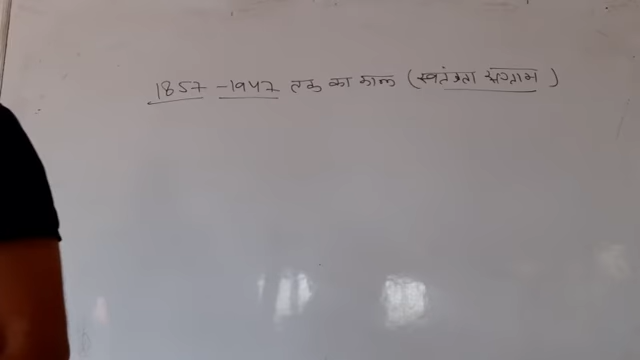 1857 - 1947 तक का काल (स्वतंत्रता संग्राम)